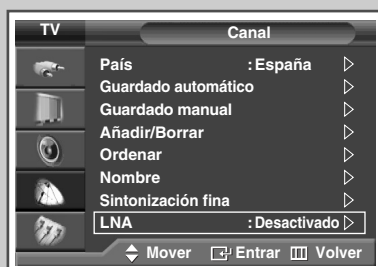 TV
Canal
País : España
Guardado automático
Guardado manual
Añadir/Borrar
Ordenar
Nombre
Sintonización fina
LNA : Desactivado
Mover Entrar Volver